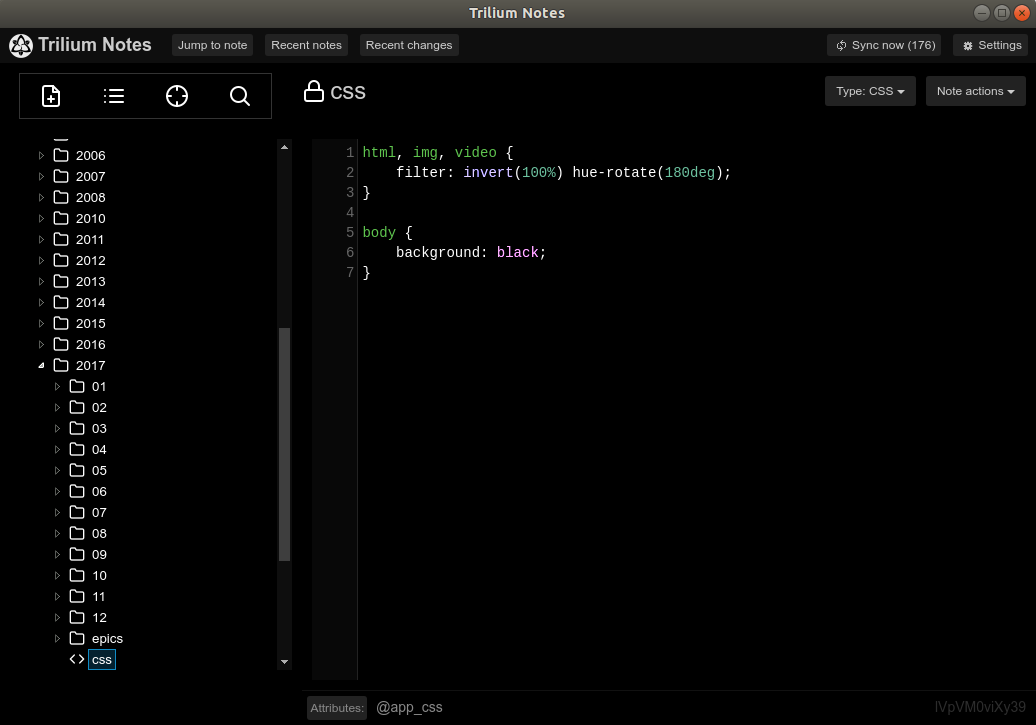 Trilium Notes
Trilium Notes Jump to note Recent notes Recent changes Sync now (176) Settings
CSS Type: CSS Note actions
2006
2007
2008
2010
2011
2012
2013
2014
2015
2016
2017
01
02
03
04
05
06
07
08
09
10
11
12
epics
css
1 html, img, video {
2     filter: invert(100%) hue-rotate(180deg);
3 }
4
5 body {
6     background: black;
7 }
Attributes: @app_css lVpVM0viXy39